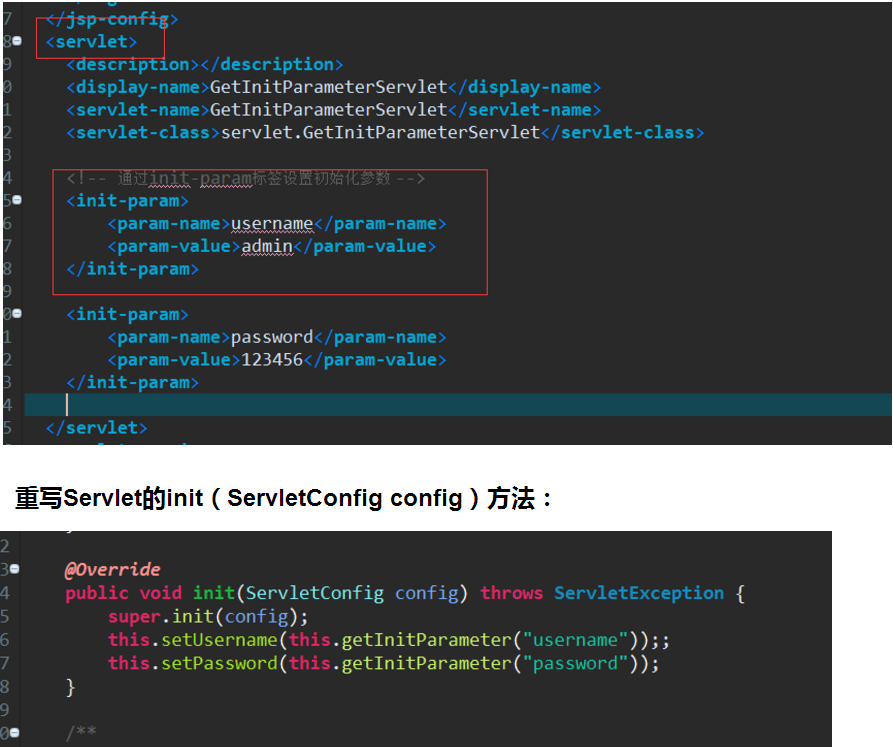 7 </jsp-config>
8 <servlet>
9 <description></description>
0 <display-name>GetInitParameterServlet</display-name>
1 <servlet-name>GetInitParameterServlet</servlet-name>
2 <servlet-class>servlet.GetInitParameterServlet</servlet-class>
3
4 <!-- 通过init-param标签设置初始化参数 -->
5 <init-param>
6 <param-name>username</param-name>
7 <param-value>admin</param-value>
8 </init-param>
9
0 <init-param>
1 <param-name>password</param-name>
2 <param-value>123456</param-value>
3 </init-param>
4
5 </servlet>
重写Servlet的init（ServletConfig config）方法：
2
3 @Override
4 public void init(ServletConfig config) throws ServletException {
5 super.init(config);
6 this.setUsername(this.getInitParameter("username"));;
7 this.setPassword(this.getInitParameter("password"));
8 }
9
0 /**